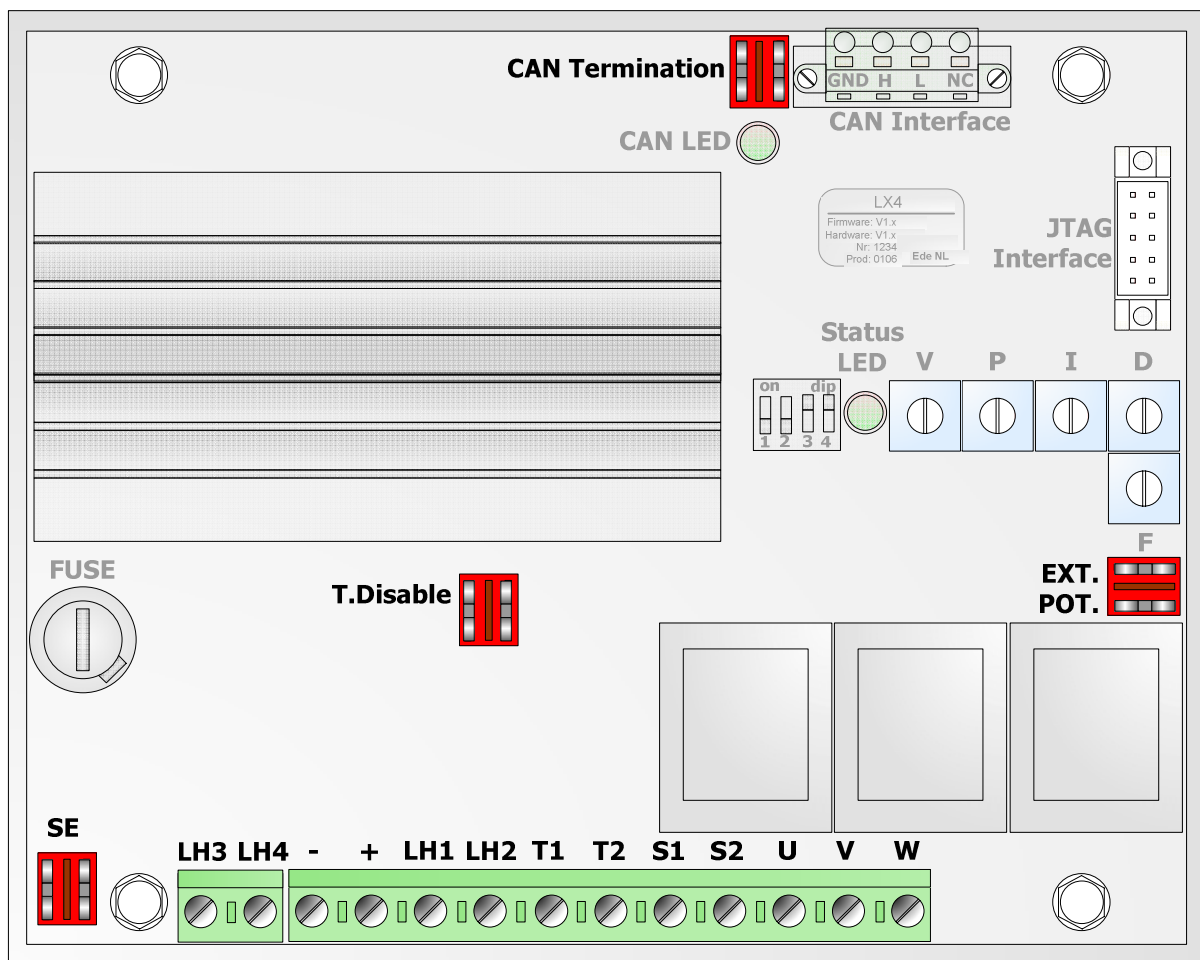 CAN Termination
GND H L NC
CAN Interface
CAN LED
LX4
Firmware: V1.x
Hardware: V1.x
Nr: 1234
Prod: 0106 Ede NL
JTAG
Interface
Status
LED
V P I D
on dip
1 2 3 4
F
FUSE
T.Disable
EXT.
POT.
SE
LH3 LH4 - + LH1 LH2 T1 T2 S1 S2 U V W